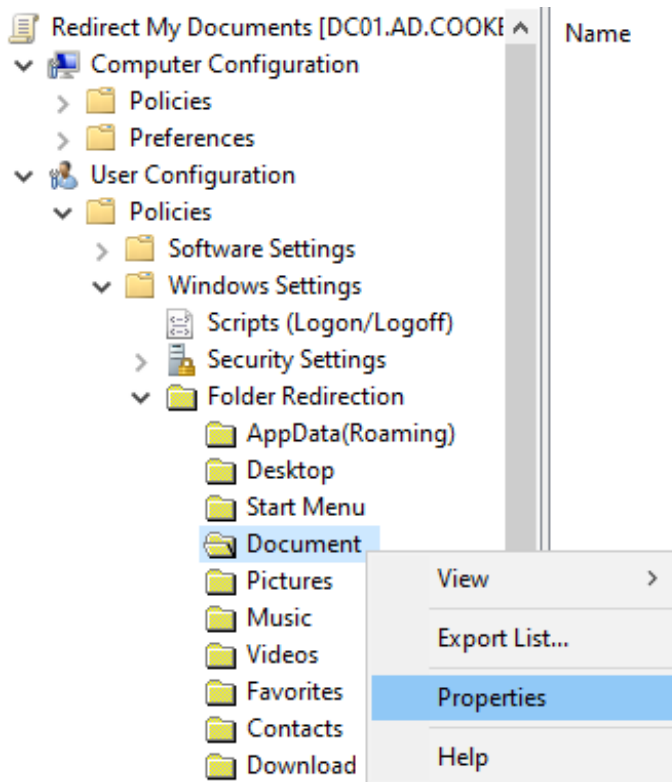 Redirect My Documents [DC01.AD.COOKE
Name
Computer Configuration
Policies
Preferences
User Configuration
Policies
Software Settings
Windows Settings
Scripts (Logon/Logoff)
Security Settings
Folder Redirection
AppData(Roaming)
Desktop
Start Menu
Document
Pictures
View
Music
Export List...
Videos
Favorites
Properties
Contacts
Download
Help